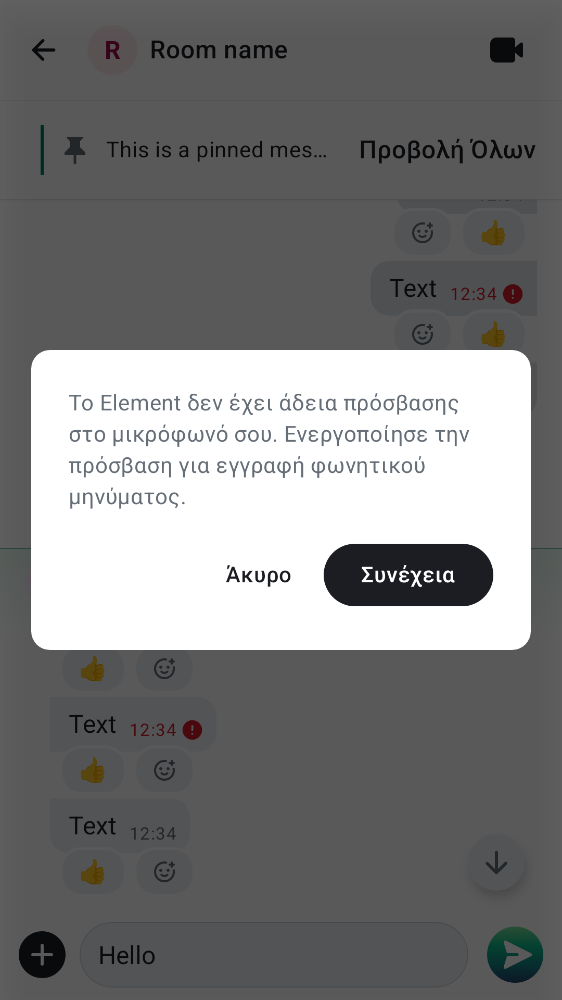 R Room name
This is a pinned mes... Προβολή Όλων
Text 12:34
Το Element δεν έχει άδεια πρόσβασης
στο μικρόφωνό σου. Ενεργοποίησε την
πρόσβαση για εγγραφή φωνητικού
μηνύματος.
Άκυρο Συνέχεια
Text 12:34
Text 12:34
Hello